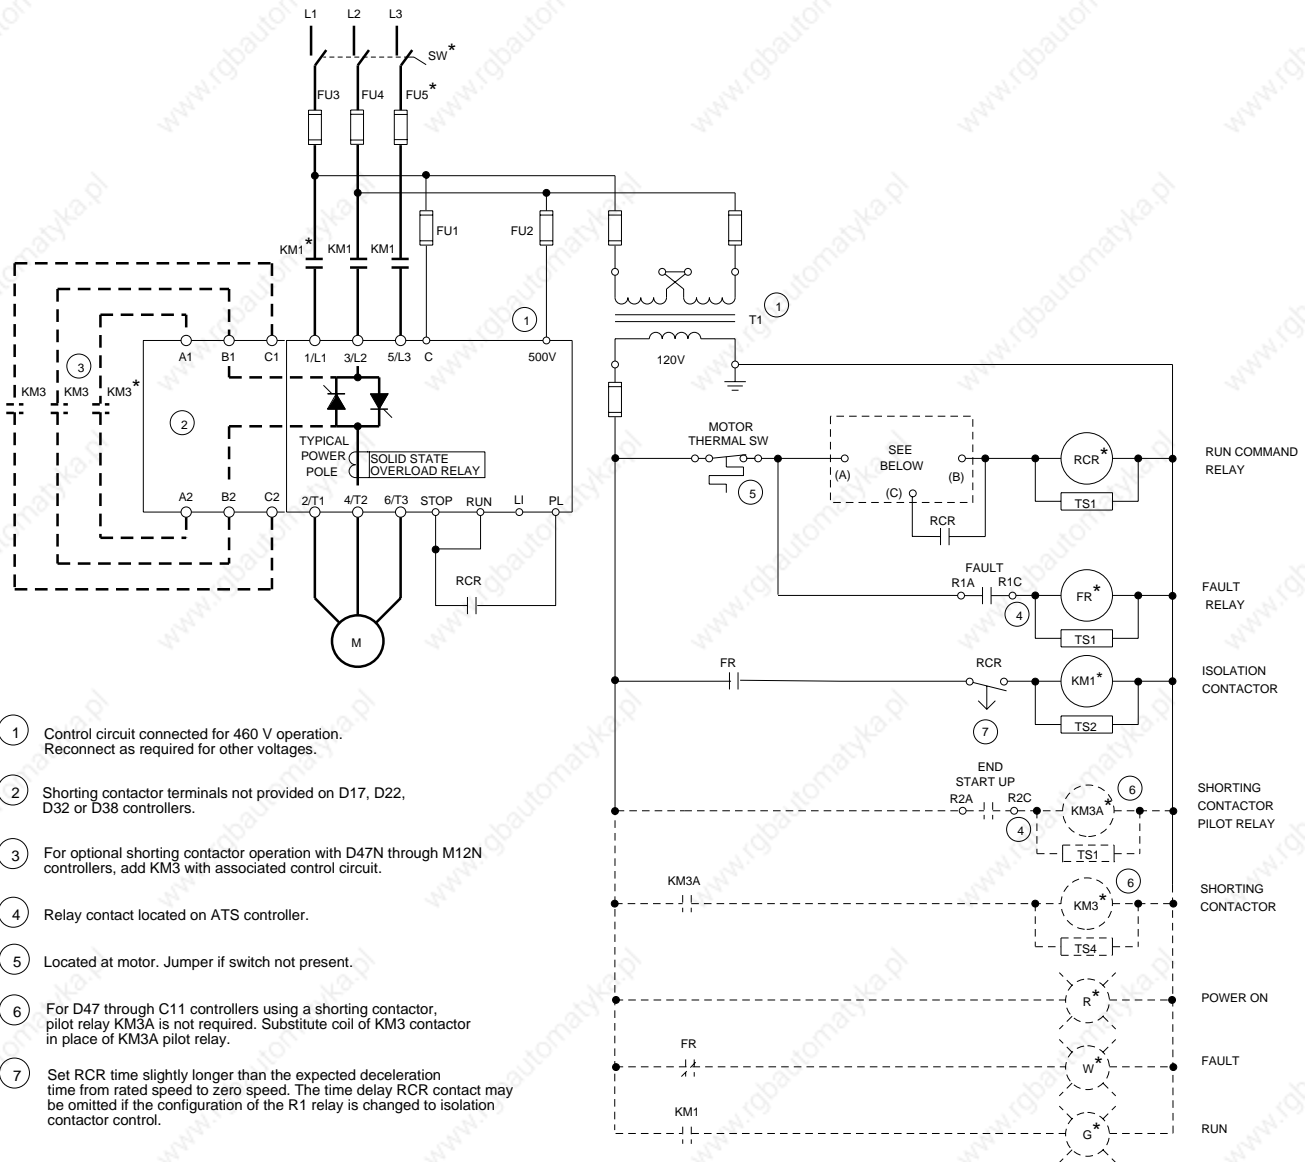 L1 L2 L3
SW*
FU3 FU4 FU5*
FU1 FU2
KM1* KM1 KM1
1
T1
1
A1 B1 C1 1/L1 3/L2 5/L3 C 500V
120V
3
KM3 KM3 KM3*
2
TYPICAL
POWER
POLE
SOLID STATE
OVERLOAD RELAY
MOTOR
THERMAL SW
5
SEE
BELOW
(A)
(B)
(C)
RCR
RCR*
TS1
RUN COMMAND
RELAY
A2 B2 C2 2/T1 4/T2 6/T3 STOP RUN LI PL
RCR
M
FAULT
R1A R1C
4
FR*
TS1
FAULT
RELAY
FR
RCR
7
KM1*
TS2
ISOLATION
CONTACTOR
END
START UP
R2A R2C
4
KM3A*
6
TS1
SHORTING
CONTACTOR
PILOT RELAY
KM3A
KM3*
6
TS4
SHORTING
CONTACTOR
R*
POWER ON
FR
W*
FAULT
KM1
G*
RUN
1 Control circuit connected for 460 V operation.
Reconnect as required for other voltages.
2 Shorting contactor terminals not provided on D17, D22,
D32 or D38 controllers.
3 For optional shorting contactor operation with D47N through M12N
controllers, add KM3 with associated control circuit.
4 Relay contact located on ATS controller.
5 Located at motor. Jumper if switch not present.
6 For D47 through C11 controllers using a shorting contactor,
pilot relay KM3A is not required. Substitute coil of KM3 contactor
in place of KM3A pilot relay.
7 Set RCR time slightly longer than the expected deceleration
time from rated speed to zero speed. The time delay RCR contact may
be omitted if the configuration of the R1 relay is changed to isolation
contactor control.
www.rgbautomatyka.pl